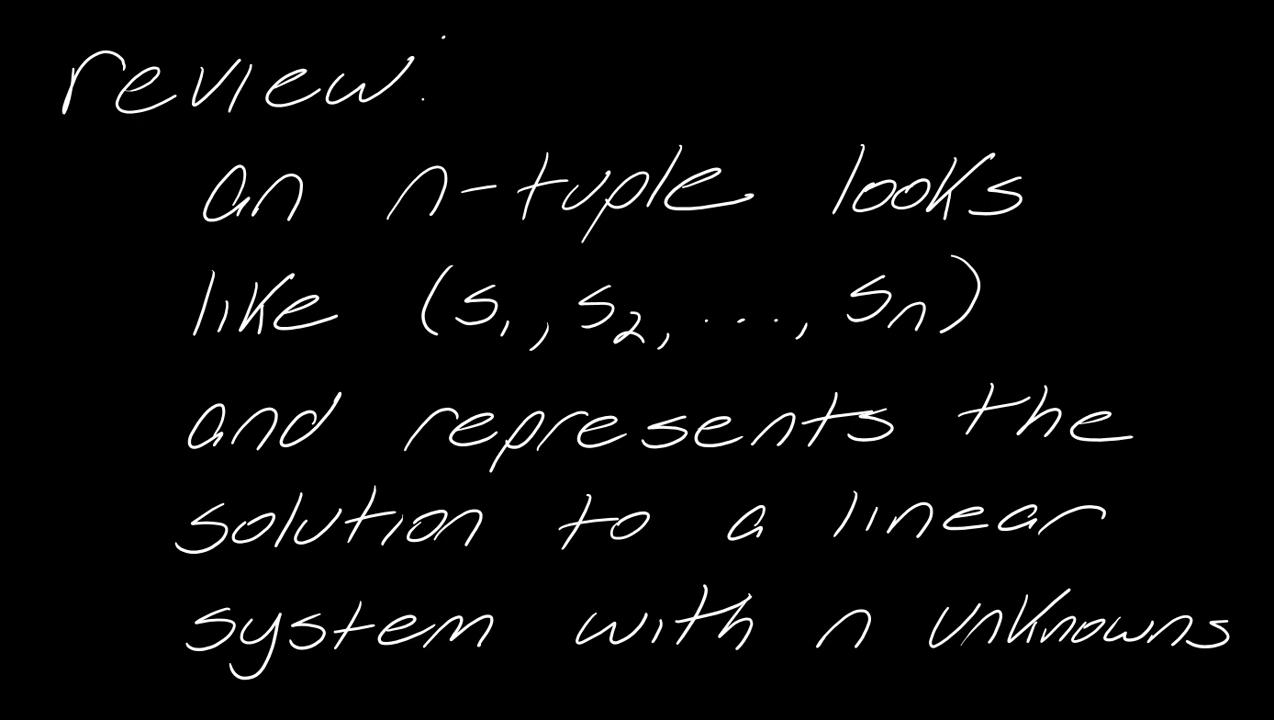 review:
an n-tuple looks
like (s₁, s₂, ..., sₙ)
and represents the
solution to a linear
system with n unknowns